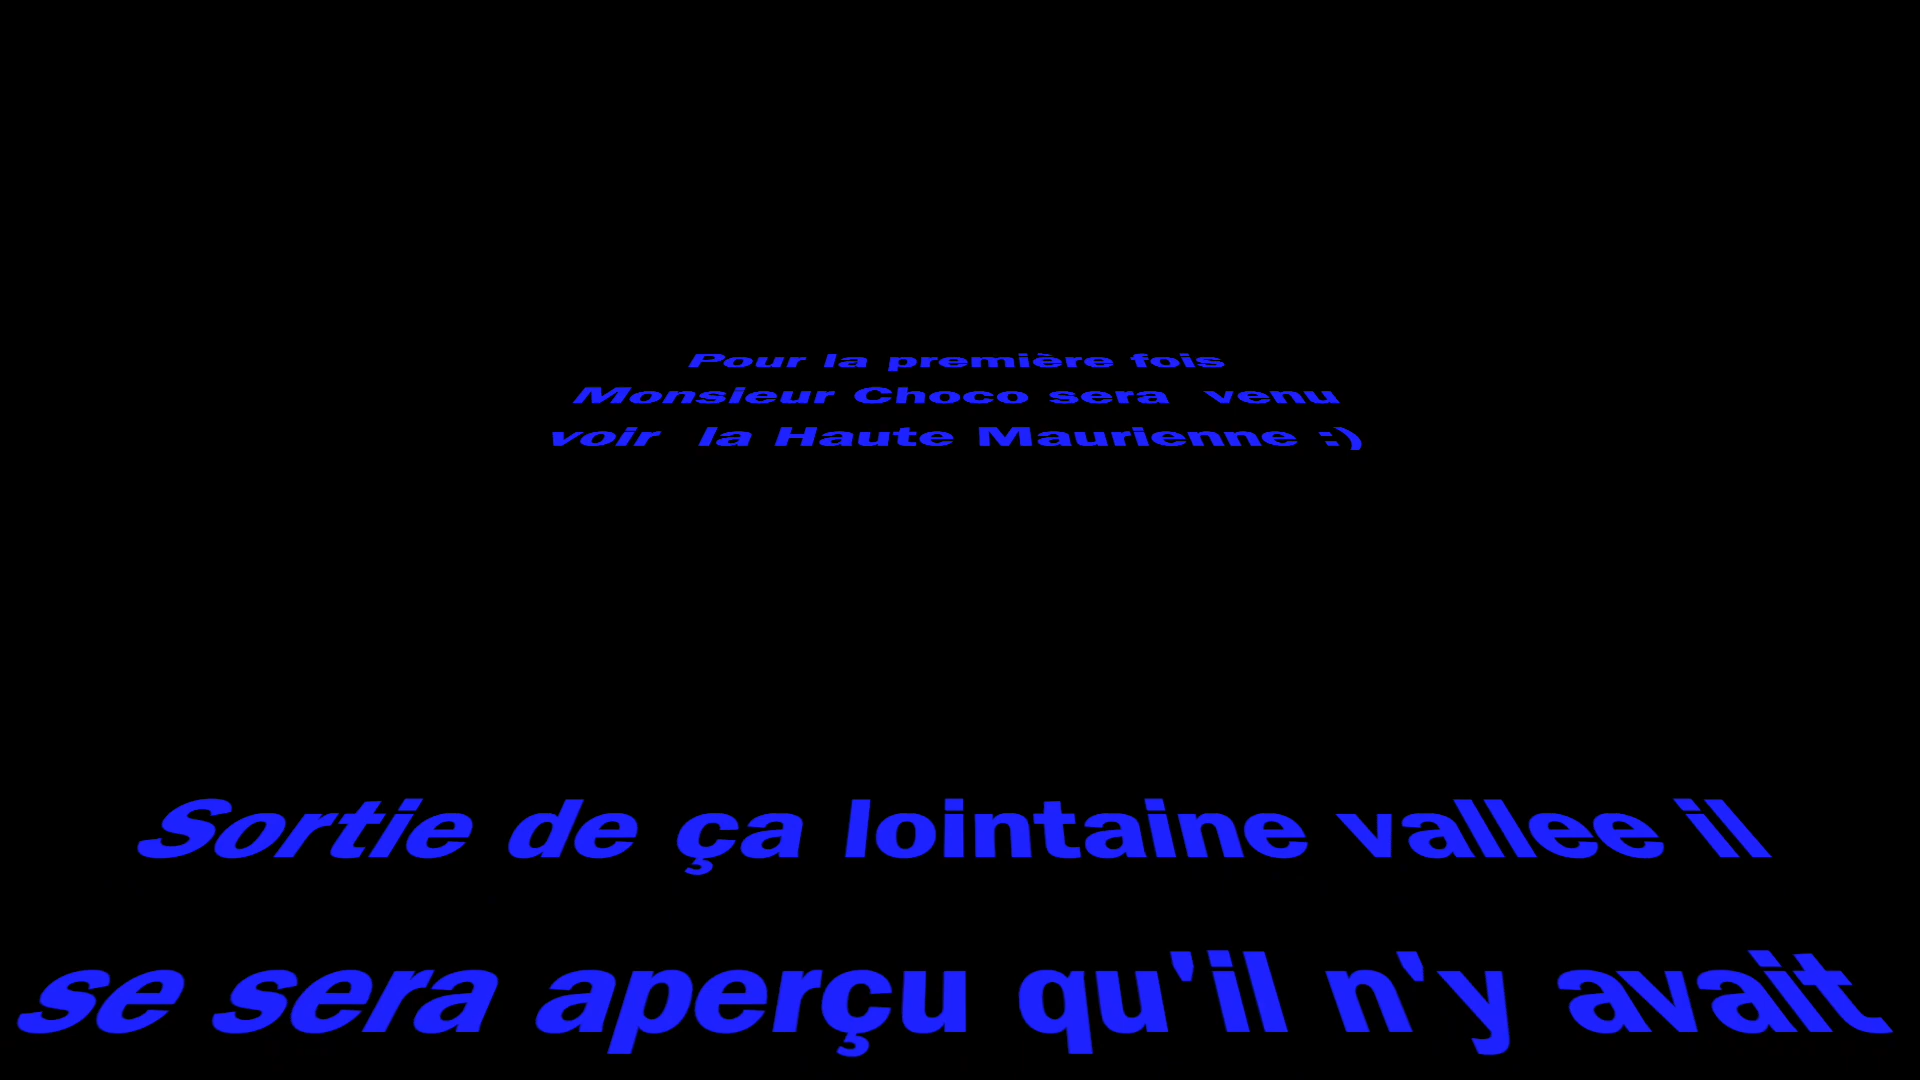 Pour la première fois
Monsieur Choco sera venu
voir la Haute Maurienne :)
Sortie de ça lointaine vallee il
se sera aperçu qu'il n'y avait